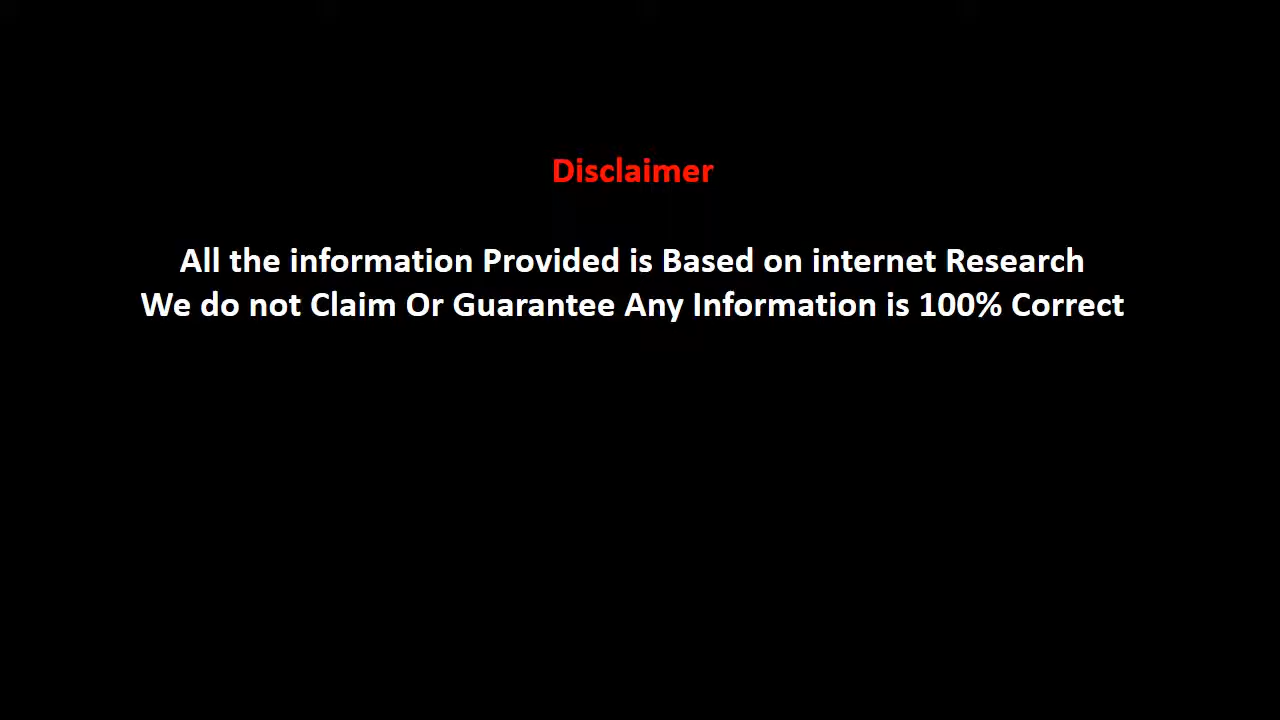 Disclaimer
All the information Provided is Based on internet Research
We do not Claim Or Guarantee Any Information is 100% Correct